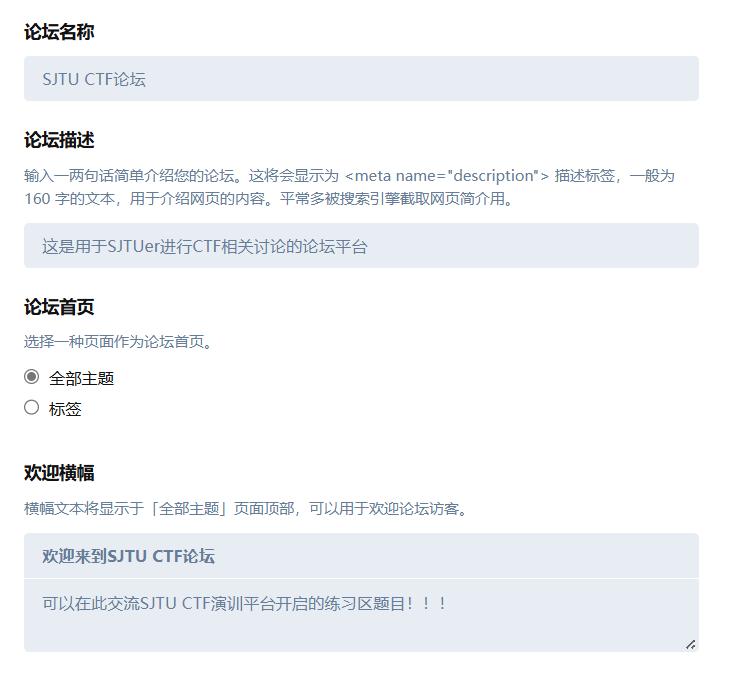 论坛名称
SJTU CTF论坛
论坛描述
输入一两句话简单介绍您的论坛。这将会显示为 <meta name="description"> 描述标签，一般为
160 字的文本，用于介绍网页的内容。平常多被搜索引擎截取网页简介用。
这是用于SJTUer进行CTF相关讨论的论坛平台
论坛首页
选择一种页面作为论坛首页。
全部主题
标签
欢迎横幅
横幅文本将显示于「全部主题」页面顶部，可以用于欢迎论坛访客。
欢迎来到SJTU CTF论坛
可以在此交流SJTU CTF演训平台开启的练习区题目！！！